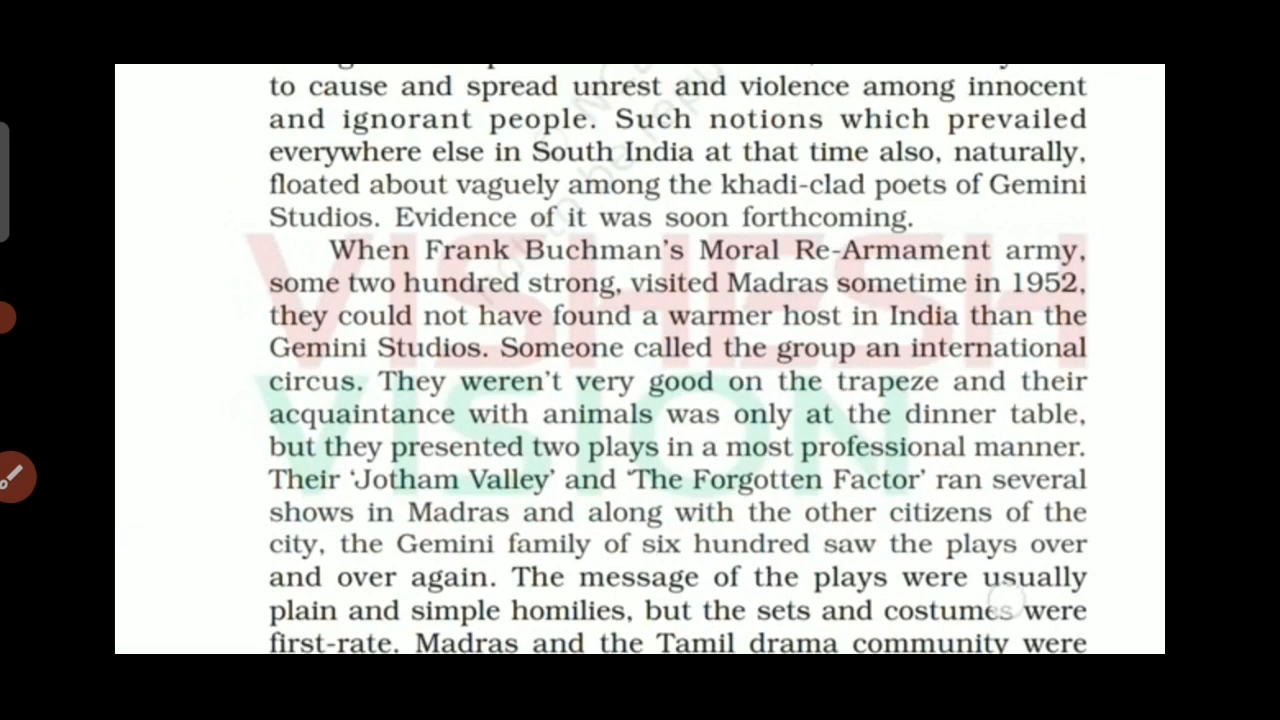 to cause and spread unrest and violence among innocent
and ignorant people. Such notions which prevailed
everywhere else in South India at that time also, naturally,
floated about vaguely among the khadi-clad poets of Gemini
Studios. Evidence of it was soon forthcoming.
When Frank Buchman's Moral Re-Armament army,
some two hundred strong, visited Madras sometime in 1952,
they could not have found a warmer host in India than the
Gemini Studios. Someone called the group an international
circus. They weren't very good on the trapeze and their
acquaintance with animals was only at the dinner table,
but they presented two plays in a most professional manner.
Their ‘Jotham Valley’ and ‘The Forgotten Factor’ ran several
shows in Madras and along with the other citizens of the
city, the Gemini family of six hundred saw the plays over
and over again. The message of the plays were usually
plain and simple homilies, but the sets and costumes were
first-rate. Madras and the Tamil drama community were
VISHESH
VISION